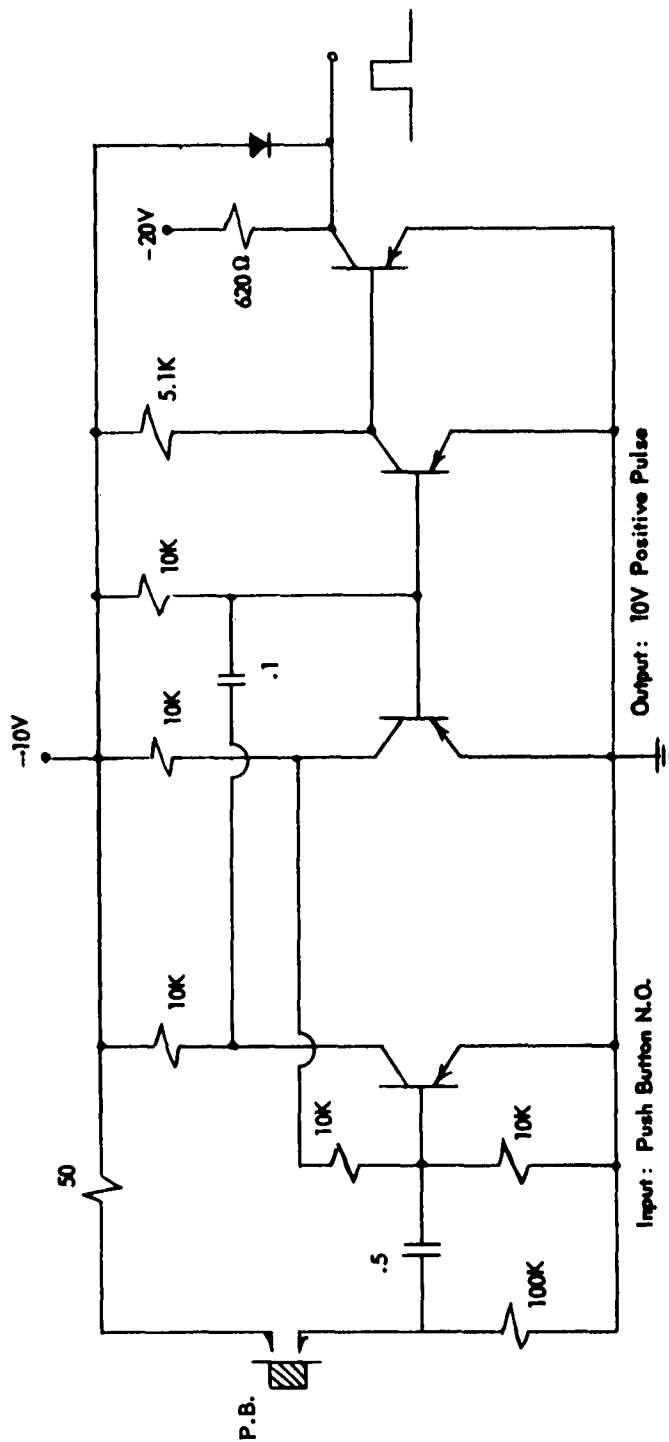 -10V
-20V
50
10K
10K
10K
5.1K
620 Ω
.1
P.B.
.5
10K
10K
100K
Input: Push Button N.O.
Output: 10V Positive Pulse